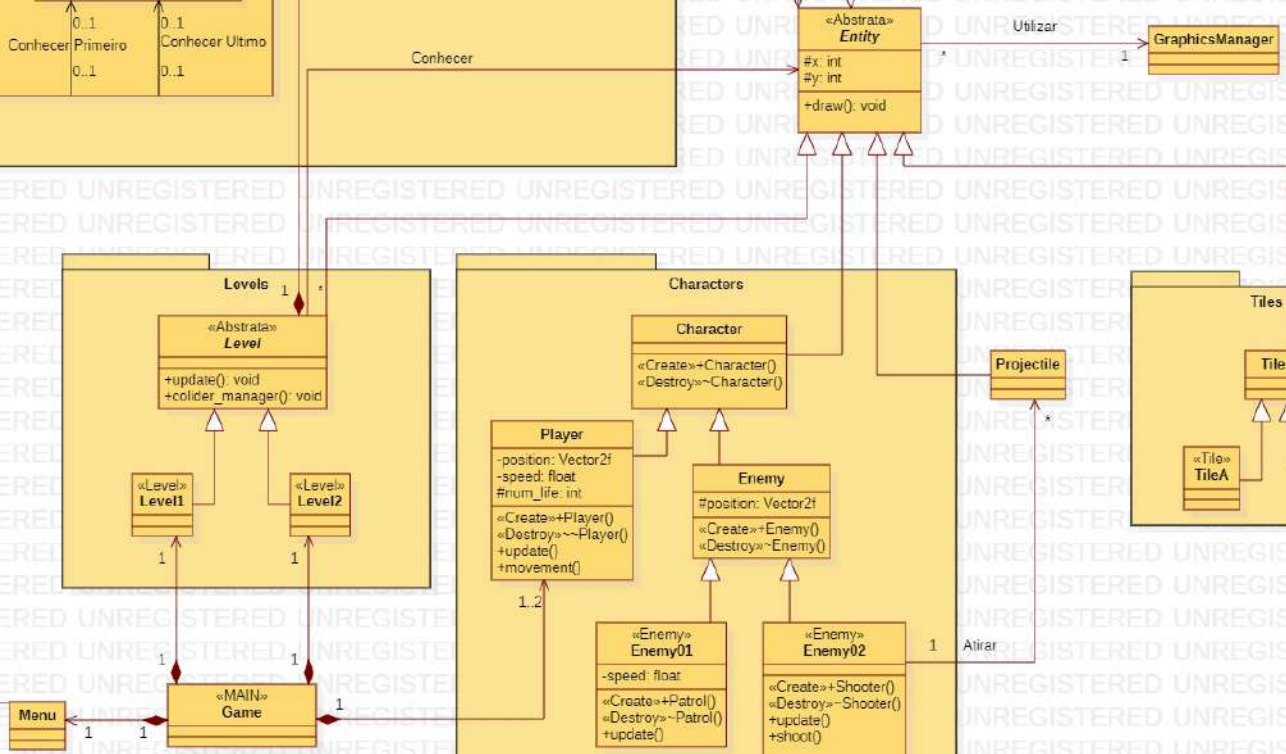 0..1
0..1
Conhecer Primeiro
Conhecer Ultimo
0..1
0..1
Conhecer
«Abstrata»
Entity
#x: int
#y: int
+draw(): void
Utilizar
*
1
GraphicsManager
Levels
1
*
«Abstrata»
Level
+update(): void
+colider_manager(): void
«Level»
Level1
«Level»
Level2
1
1
1
1
«MAIN»
Game
1
Menu
1
1
Characters
Character
«Create»+Character()
«Destroy»~Character()
Player
-position: Vector2f
-speed: float
#num_life: int
«Create»+Player()
«Destroy»~~Player()
+update()
+movement()
1..2
Enemy
#position: Vector2f
«Create»+Enemy()
«Destroy»~Enemy()
«Enemy»
Enemy01
-speed: float
«Create»+Patrol()
«Destroy»~Patrol()
+update()
«Enemy»
Enemy02
«Create»+Shooter()
«Destroy»~Shooter()
+update()
+shoot()
1
Atirar
*
Projectile
Tiles
Tile
«Tile»
TileA
UNREGISTERED UNREGISTERED UNREGISTERED UNREGISTERED